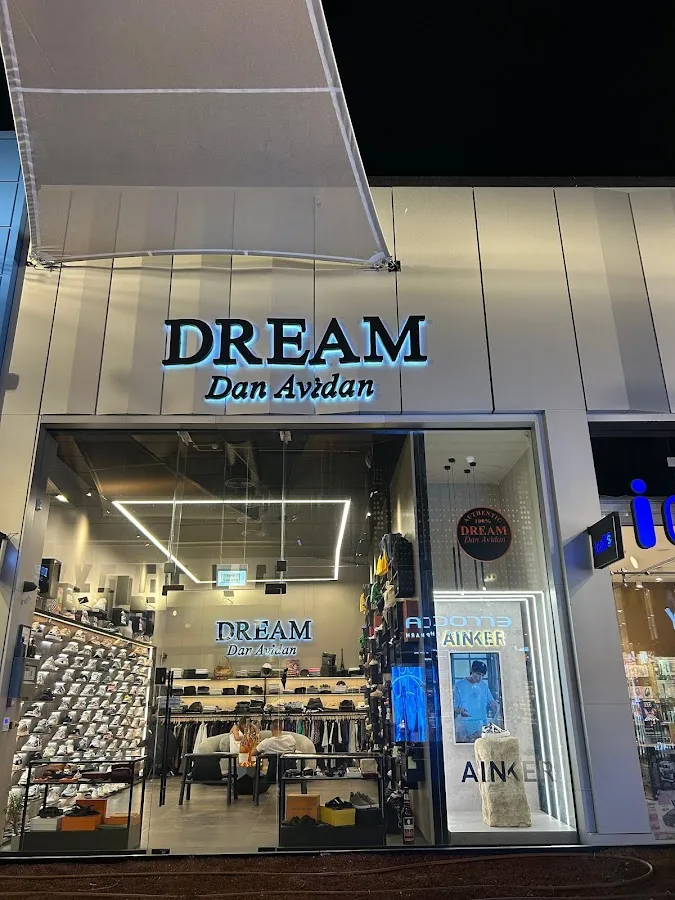 DREAM
Dan Avidan
AUTHENTIC
100%
DREAM
Dan Avidan
DREAM
Dan Avidan
AINKER
AINKER